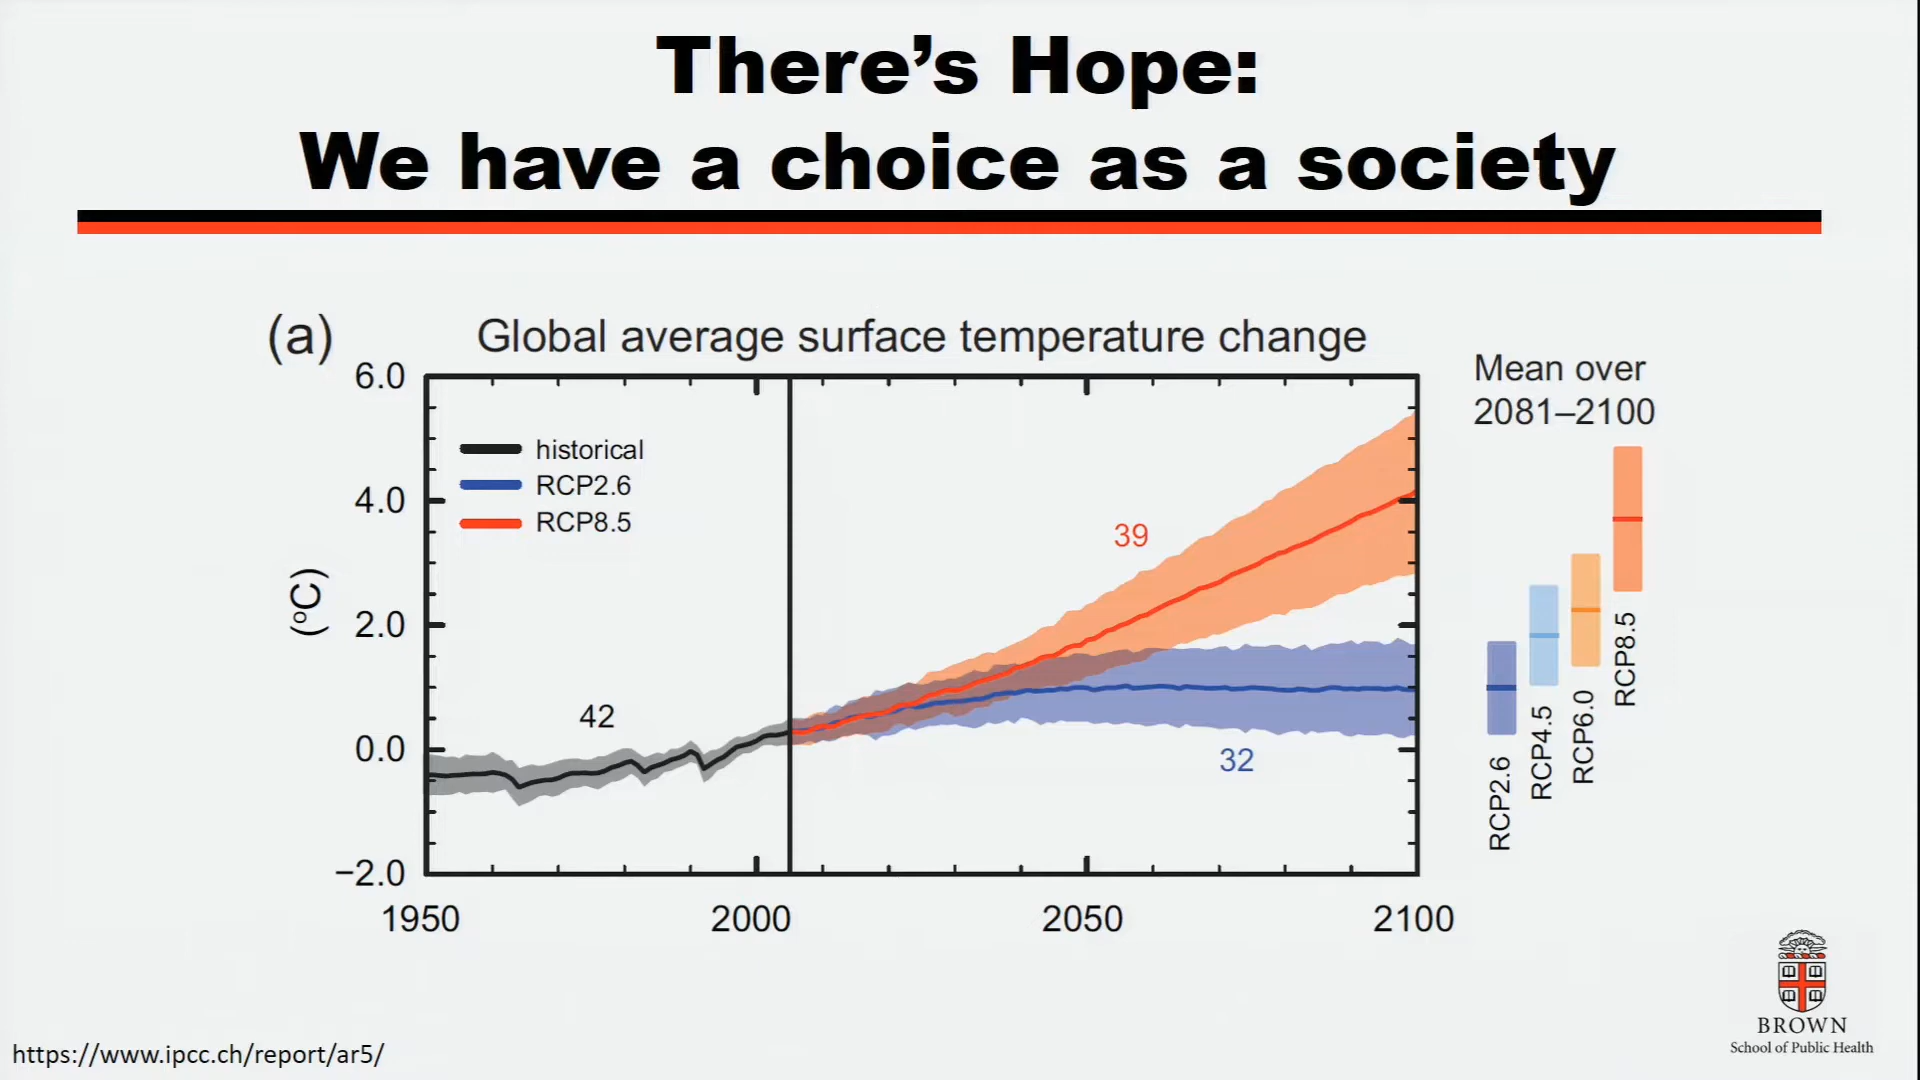 There's Hope:
We have a choice as a society
(a)
Global average surface temperature change
Mean over
2081–2100
6.0
4.0
2.0
0.0
−2.0
(°C)
historical
RCP2.6
RCP8.5
42
39
32
1950
2000
2050
2100
RCP2.6
RCP4.5
RCP6.0
RCP8.5
https://www.ipcc.ch/report/ar5/
BROWN
School of Public Health